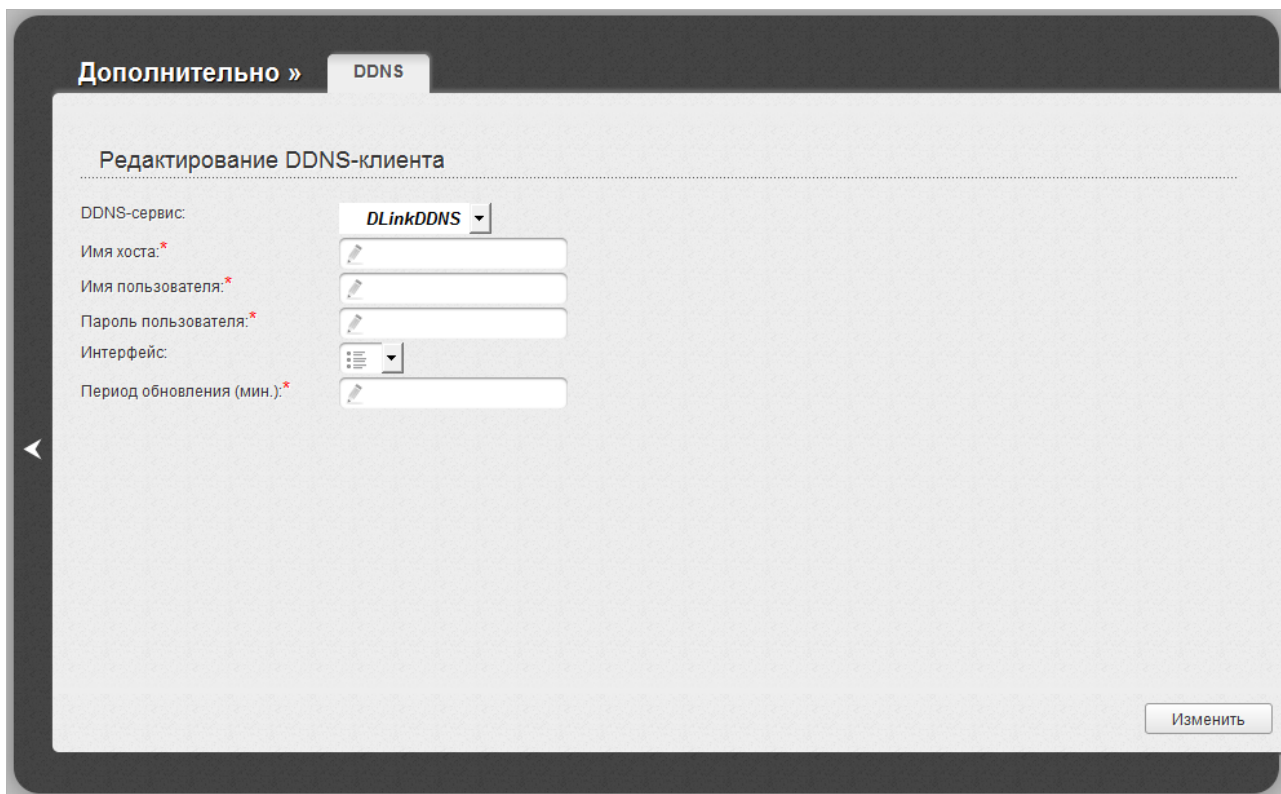 Дополнительно »
DDNS
Редактирование DDNS-клиента
DDNS-сервис:
DLinkDDNS
Имя хоста:*
Имя пользователя:*
Пароль пользователя:*
Интерфейс:
Период обновления (мин.):*
Изменить